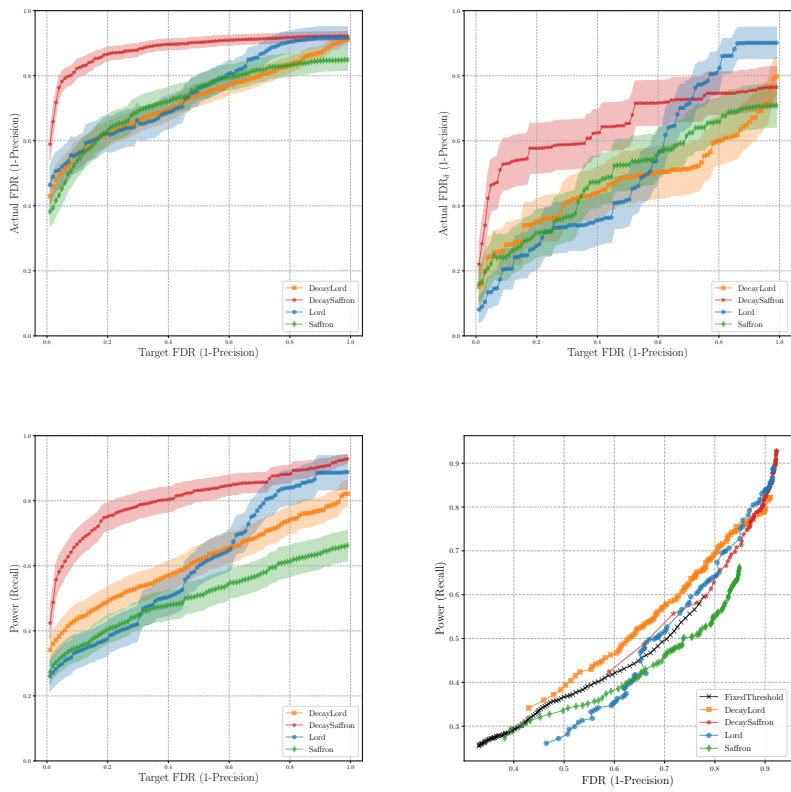 1.0
0.8
0.6
0.4
0.2
0.0
Actual FDR (1-Precision)
0.0 0.2 0.4 0.6 0.8 1.0
Target FDR (1-Precision)
DecayLord
DecaySaffron
Lord
Saffron
1.0
0.8
0.6
0.4
0.2
0.0
Actual FDR_d (1-Precision)
0.0 0.2 0.4 0.6 0.8 1.0
Target FDR (1-Precision)
DecayLord
DecaySaffron
Lord
Saffron
1.0
0.8
0.6
0.4
0.2
0.0
Power (Recall)
0.0 0.2 0.4 0.6 0.8 1.0
Target FDR (1-Precision)
DecayLord
DecaySaffron
Lord
Saffron
0.9
0.8
0.7
0.6
0.5
0.4
0.3
Power (Recall)
0.4 0.5 0.6 0.7 0.8 0.9
FDR (1-Precision)
FixedThreshold
DecayLord
DecaySaffron
Lord
Saffron